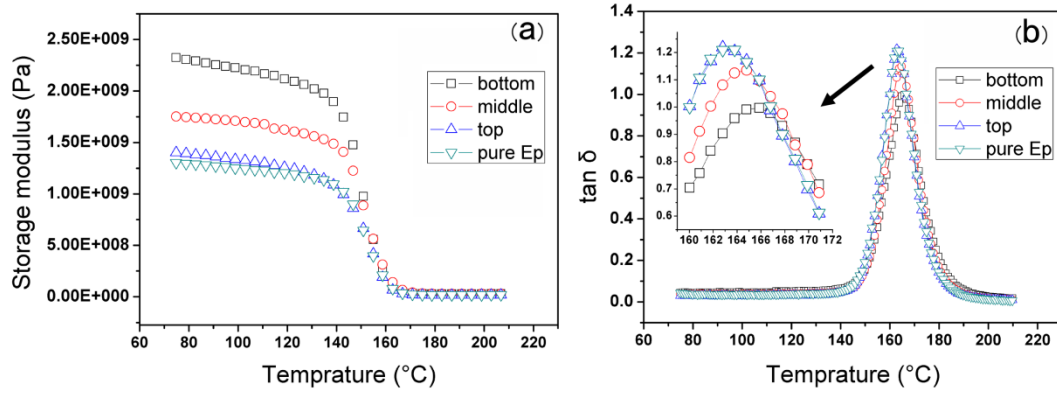 (a)
Storage modulus (Pa)
2.50E+009
2.00E+009
1.50E+009
1.00E+009
5.00E+008
0.00E+000
bottom
middle
top
pure Ep
80 100 120 140 160 180 200 220
Temprature (°C)
(b)
tan δ
1.4
1.2
1.0
0.8
0.6
0.4
0.2
0.0
1.2
1.1
1.0
0.9
0.8
0.7
0.6
160 162 164 166 168 170 172
bottom
middle
top
pure Ep
80 100 120 140 160 180 200 220
Temprature (°C)